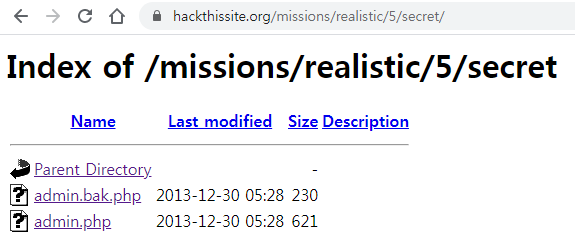 hackthissite.org/missions/realistic/5/secret/
Index of /missions/realistic/5/secret
Name Last modified Size Description
Parent Directory -
admin.bak.php 2013-12-30 05:28 230
admin.php 2013-12-30 05:28 621